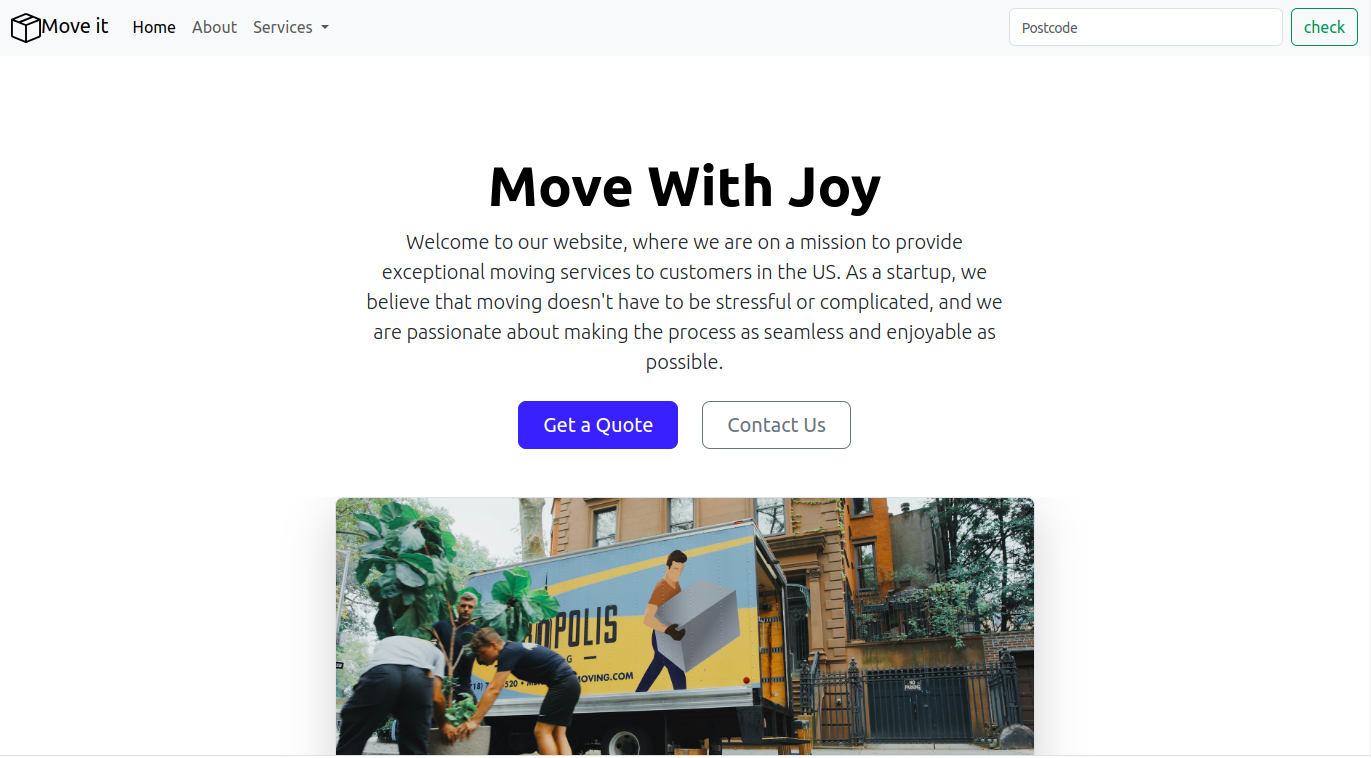 Move it Home About Services Postcode check
Move With Joy
Welcome to our website, where we are on a mission to provide
exceptional moving services to customers in the US. As a startup, we
believe that moving doesn't have to be stressful or complicated, and we
are passionate about making the process as seamless and enjoyable as
possible.
Get a Quote Contact Us
POLIS
MOVING.COM
NO
PARKING